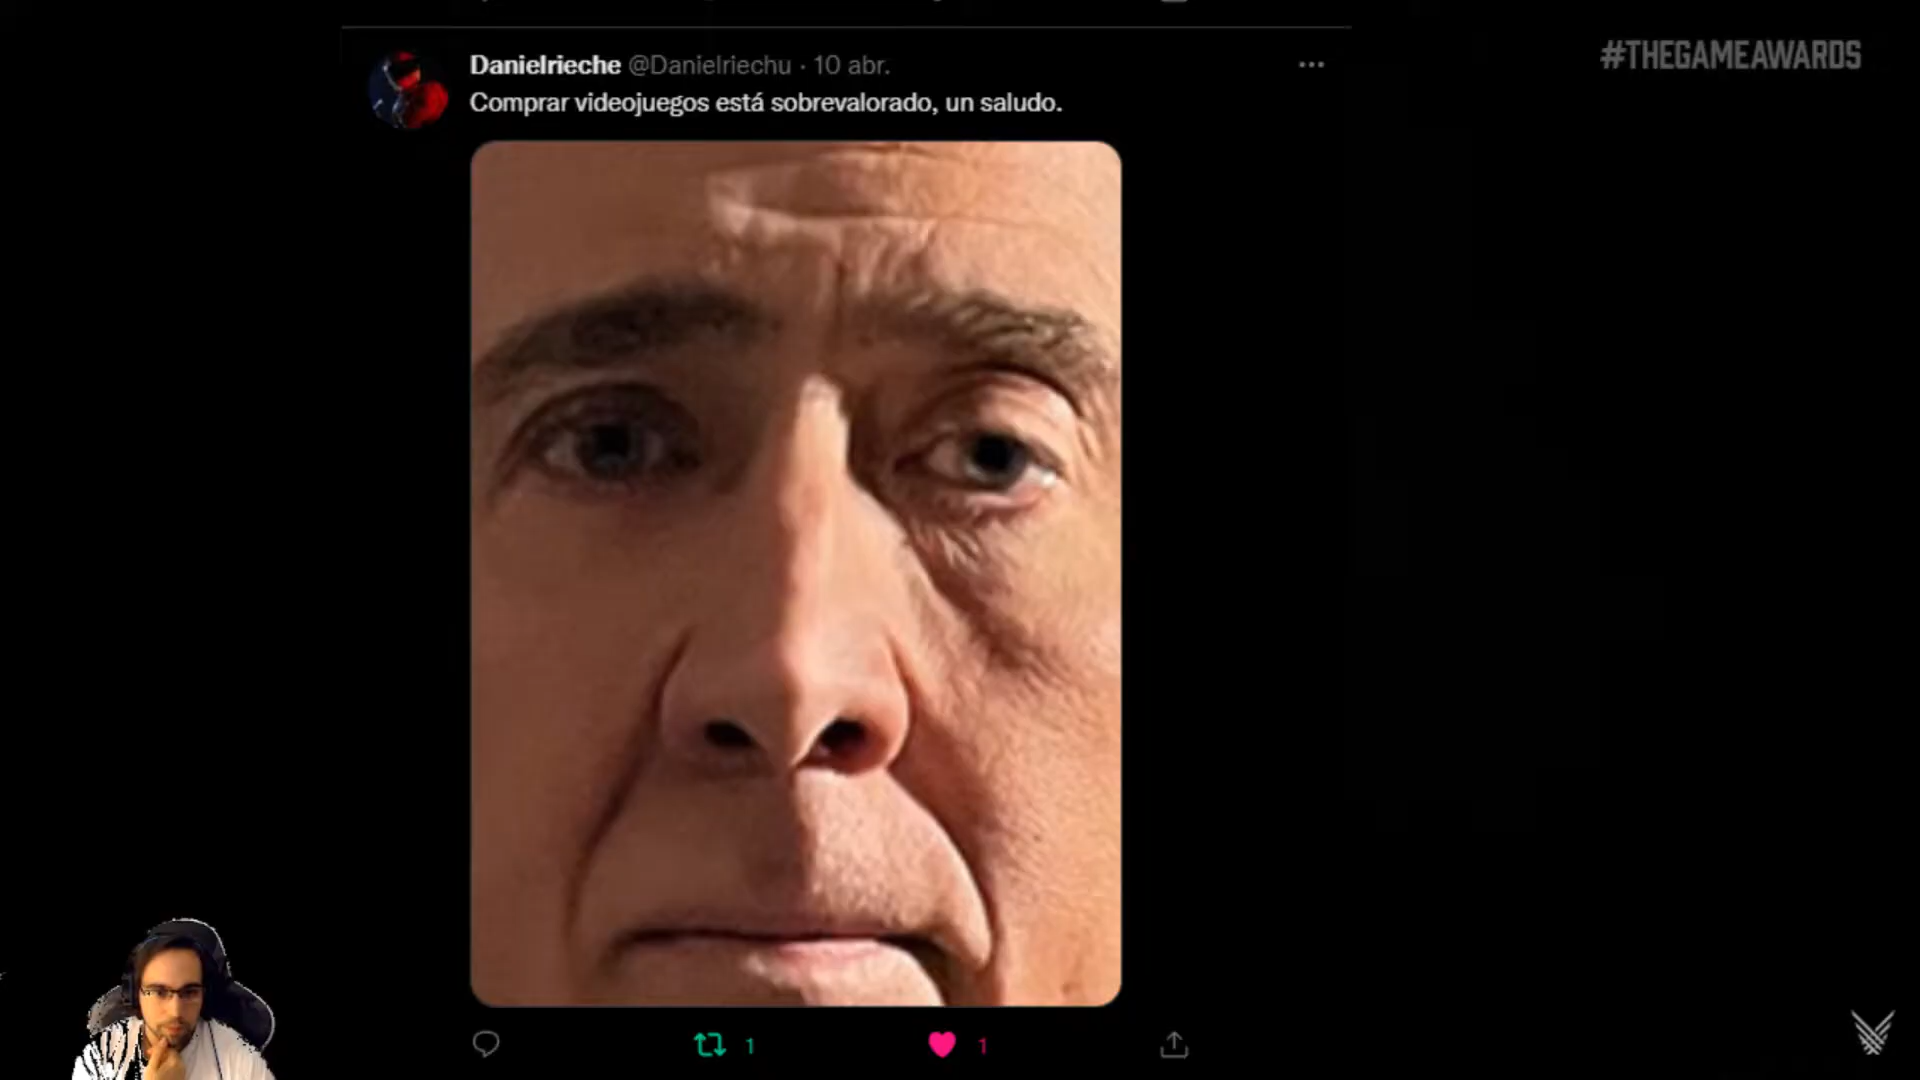 #THEGAMEAWARDS
Danielrieche @Danielriechu · 10 abr.
Comprar videojuegos está sobrevalorado, un saludo.
1 1